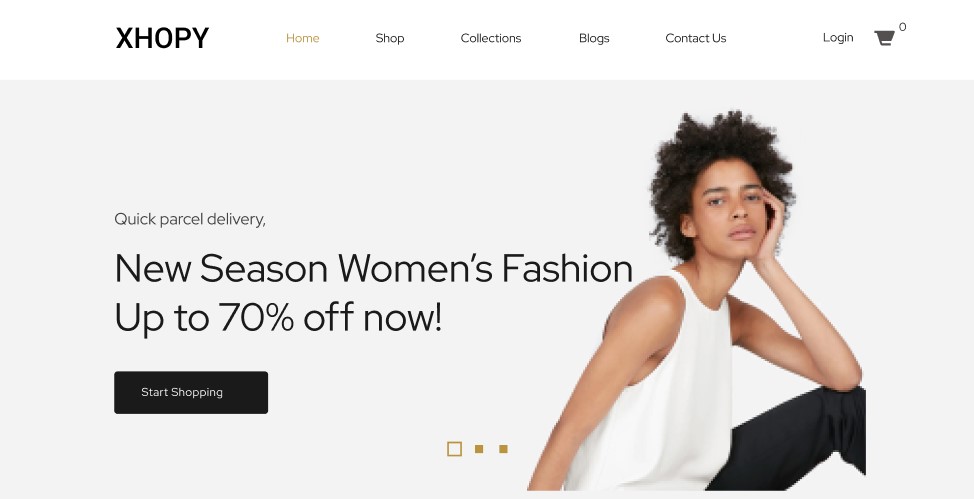 XHOPY
Home Shop Collections Blogs Contact Us Login 0
Quick parcel delivery,
New Season Women's Fashion
Up to 70% off now!
Start Shopping